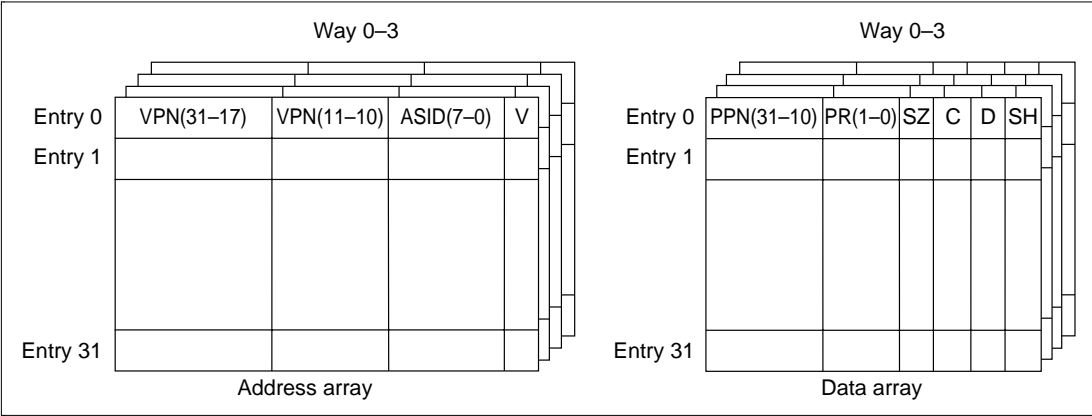 Way 0–3 Way 0–3
Entry 0 VPN(31–17) VPN(11–10) ASID(7–0) V Entry 0 PPN(31–10) PR(1–0) SZ C D SH
Entry 1 Entry 1
Entry 31 Entry 31
Address array Data array